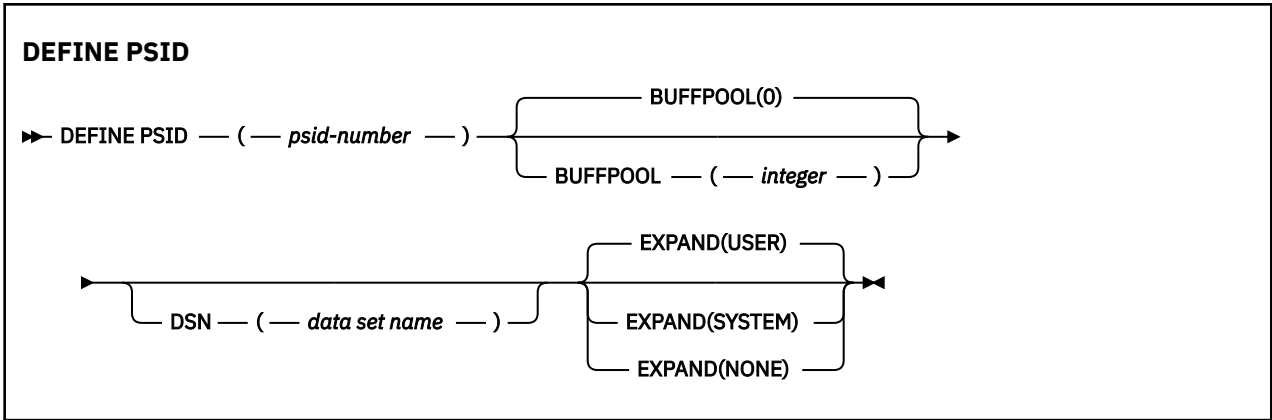 DEFINE PSID
BUFFPOOL(0)
DEFINE PSID ( psid-number )
BUFFPOOL ( integer )
EXPAND(USER)
DSN ( data set name )
EXPAND(SYSTEM)
EXPAND(NONE)